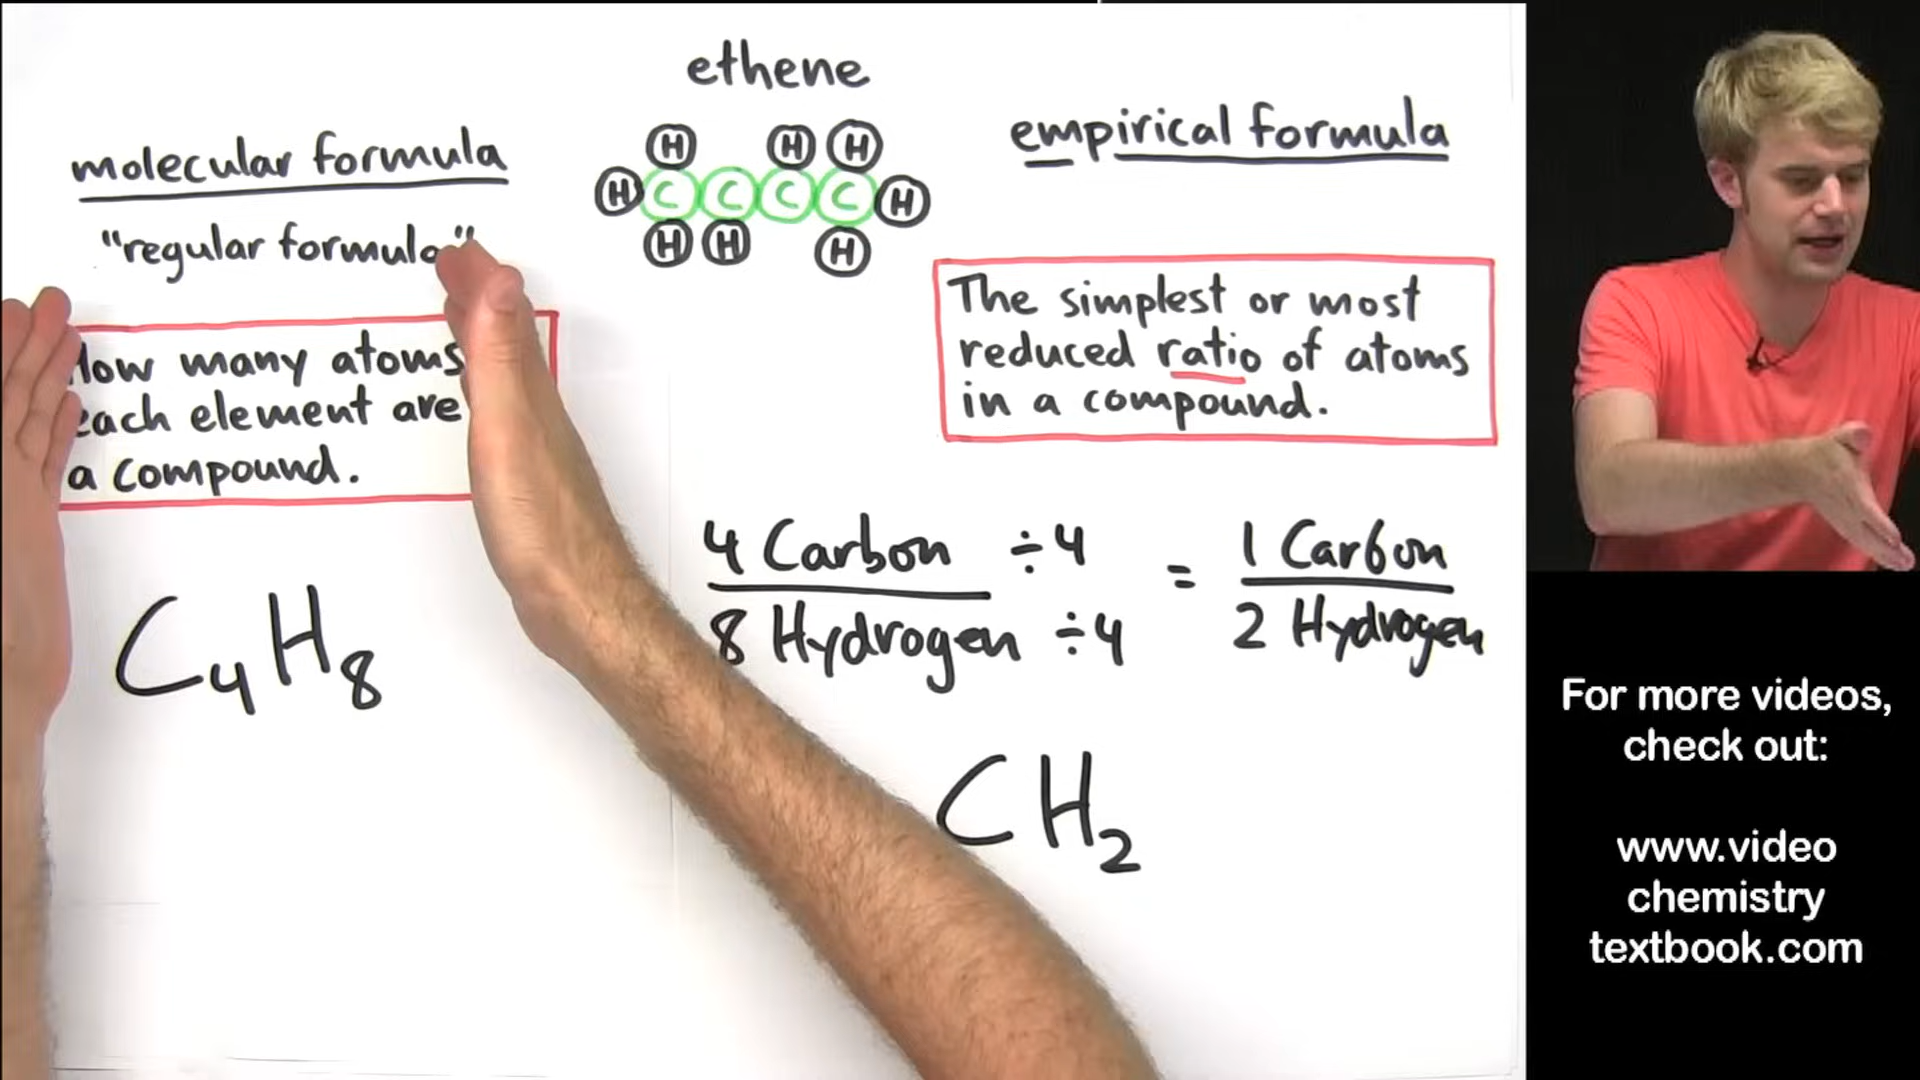 ethene
molecular formula
"regular formula"
How many atoms
each element are
a compound.
C4H8
H H H
H C C C C H
H H H
empirical formula
The simplest or most
reduced ratio of atoms
in a compound.
4 Carbon ÷4 = 1 Carbon
8 Hydrogen ÷4 2 Hydrogen
CH2
For more videos,
check out:
www.video
chemistry
textbook.com